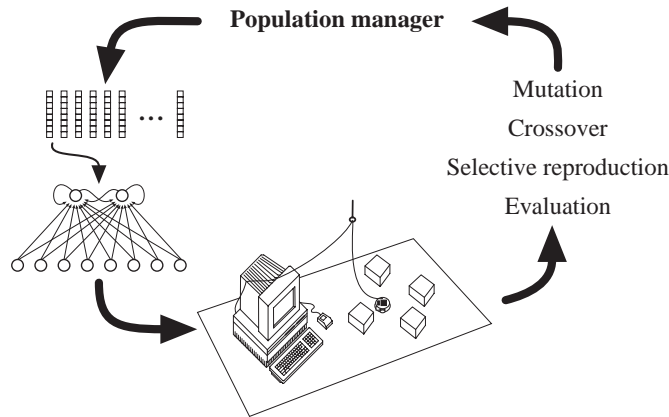 Population manager
Mutation
Crossover
Selective reproduction
Evaluation